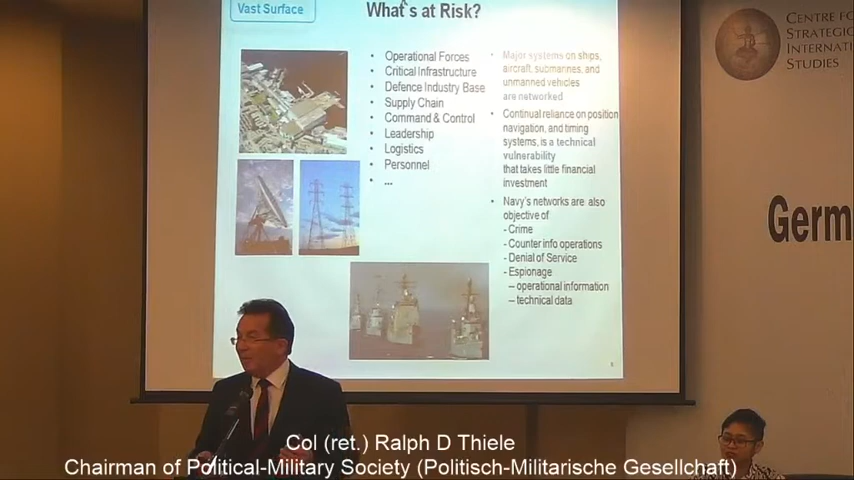 Vast Surface
What's at Risk?
• Operational Forces
• Critical Infrastructure
• Defence Industry Base
• Supply Chain
• Command & Control
• Leadership
• Logistics
• Personnel
• ...
• Major systems on ships,
aircraft, submarines, and
unmanned vehicles
are networked
• Continual reliance on position
navigation, and timing
systems, is a technical
vulnerability
that takes little financial
investment
• Navy's networks are also
objective of
- Crime
- Counter info operations
- Denial of Service
- Espionage
– operational information
– technical data
CENTRE FO
STRATEGIC
INTERNATI
STUDIES
Germ
Col (ret.) Ralph D Thiele
Chairman of Political-Military Society (Politisch-Militarische Gesellchaft)